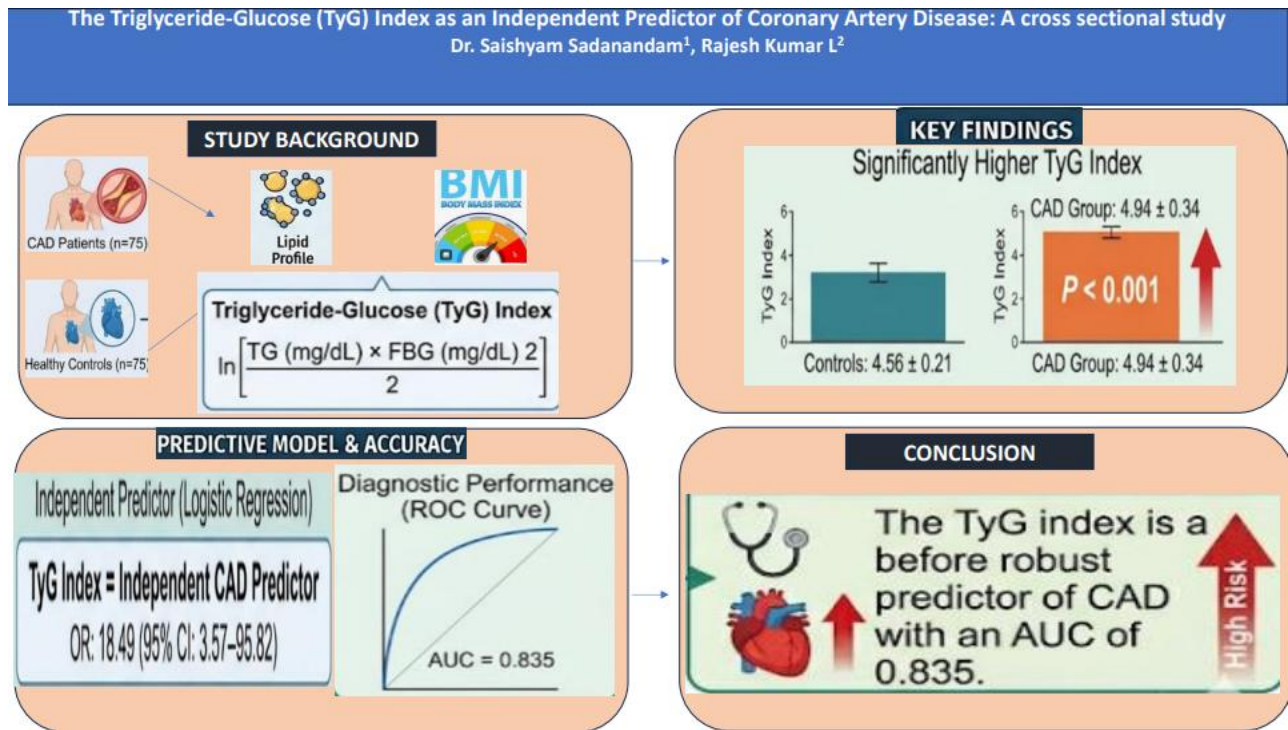 The Triglyceride-Glucose (TyG) Index as an Independent Predictor of Coronary Artery Disease: A cross sectional study
Dr. Saishyam Sadanandam¹, Rajesh Kumar L²
STUDY BACKGROUND
CAD Patients (n=75)
Lipid
Profile
BMI
BODY MASS INDEX
Healthy Controls (n=75)
Triglyceride-Glucose (TyG) Index
ln[TG (mg/dL) × FBG (mg/dL) 2
2]
KEY FINDINGS
Significantly Higher TyG Index
TyG Index
6
4
2
0
Controls: 4.56 ± 0.21
CAD Group: 4.94 ± 0.34
TyG Index
6
4
2
0
P < 0.001
CAD Group: 4.94 ± 0.34
PREDICTIVE MODEL & ACCURACY
Independent Predictor (Logistic Regression)
TyG Index = Independent CAD Predictor
OR: 18.49 (95% CI: 3.57–95.82)
Diagnostic Performance
(ROC Curve)
AUC = 0.835
CONCLUSION
The TyG index is a
before robust
predictor of CAD
with an AUC of
0.835.
High Risk